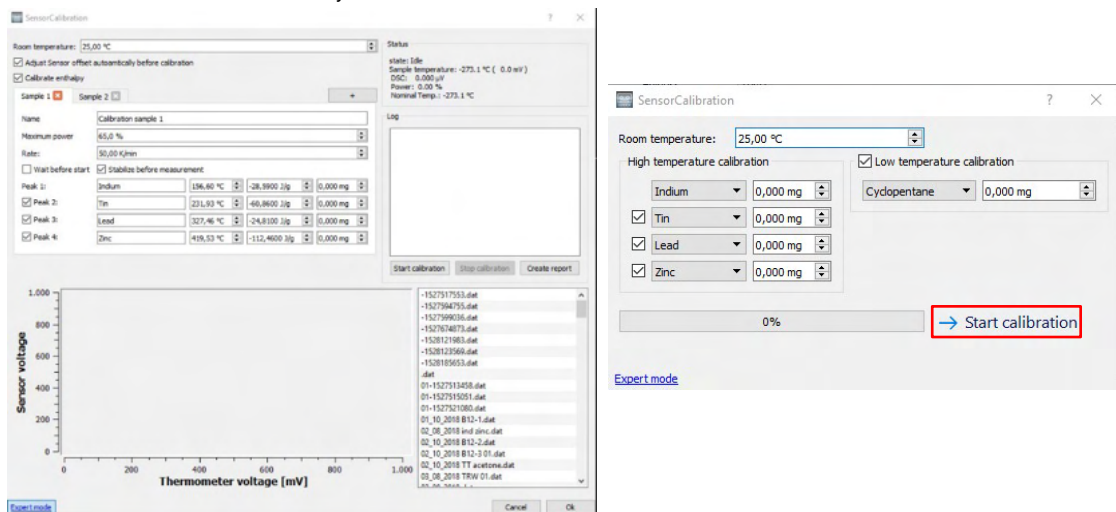 SensorCalibration ? ×
Room temperature: 25,00 °C
Adjust Sensor offset autoamtically before calibration
Calibrate enthalpy
Sample 1 Sample 2 +
Name Calibration sample 1
Maximum power 65,0 %
Rate: 50,00 K/min
Wait before start Stabilize before measurement
Peak 1: Indium 156,60 °C -28,5900 J/g 0,000 mg
Peak 2: Tin 231,93 °C -60,8600 J/g 0,000 mg
Peak 3: Lead 327,46 °C -24,8100 J/g 0,000 mg
Peak 4: Zinc 419,53 °C -112,4600 J/g 0,000 mg
Status
state: Idle
Sample temperature: -273.1 °C ( 0.0 mV )
DSC: 0.000 µV
Power: 0.00 %
Nominal Temp.: -273.1 °C
Log
Start calibration Stop calibration Create report
1.000
800
600
400
200
0
Sensor voltage
0 200 400 600 800 1.000
Thermometer voltage [mV]
-1527517553.dat
-1527594755.dat
-1527599036.dat
-1527674873.dat
-1528121983.dat
-1528123569.dat
-1528185653.dat
.dat
01-1527513458.dat
01-1527515051.dat
01-1527521080.dat
01_10_2018 B12-1.dat
02_08_2018 ind zinc.dat
02_10_2018 B12-2.dat
02_10_2018 B12-3 01.dat
02_10_2018 TT acetone.dat
03_08_2018 TRW 01.dat
Expert mode Cancel Ok
SensorCalibration ? ×
Room temperature: 25,00 °C
High temperature calibration
Indium 0,000 mg
Tin 0,000 mg
Lead 0,000 mg
Zinc 0,000 mg
Low temperature calibration
Cyclopentane 0,000 mg
0% → Start calibration
Expert mode